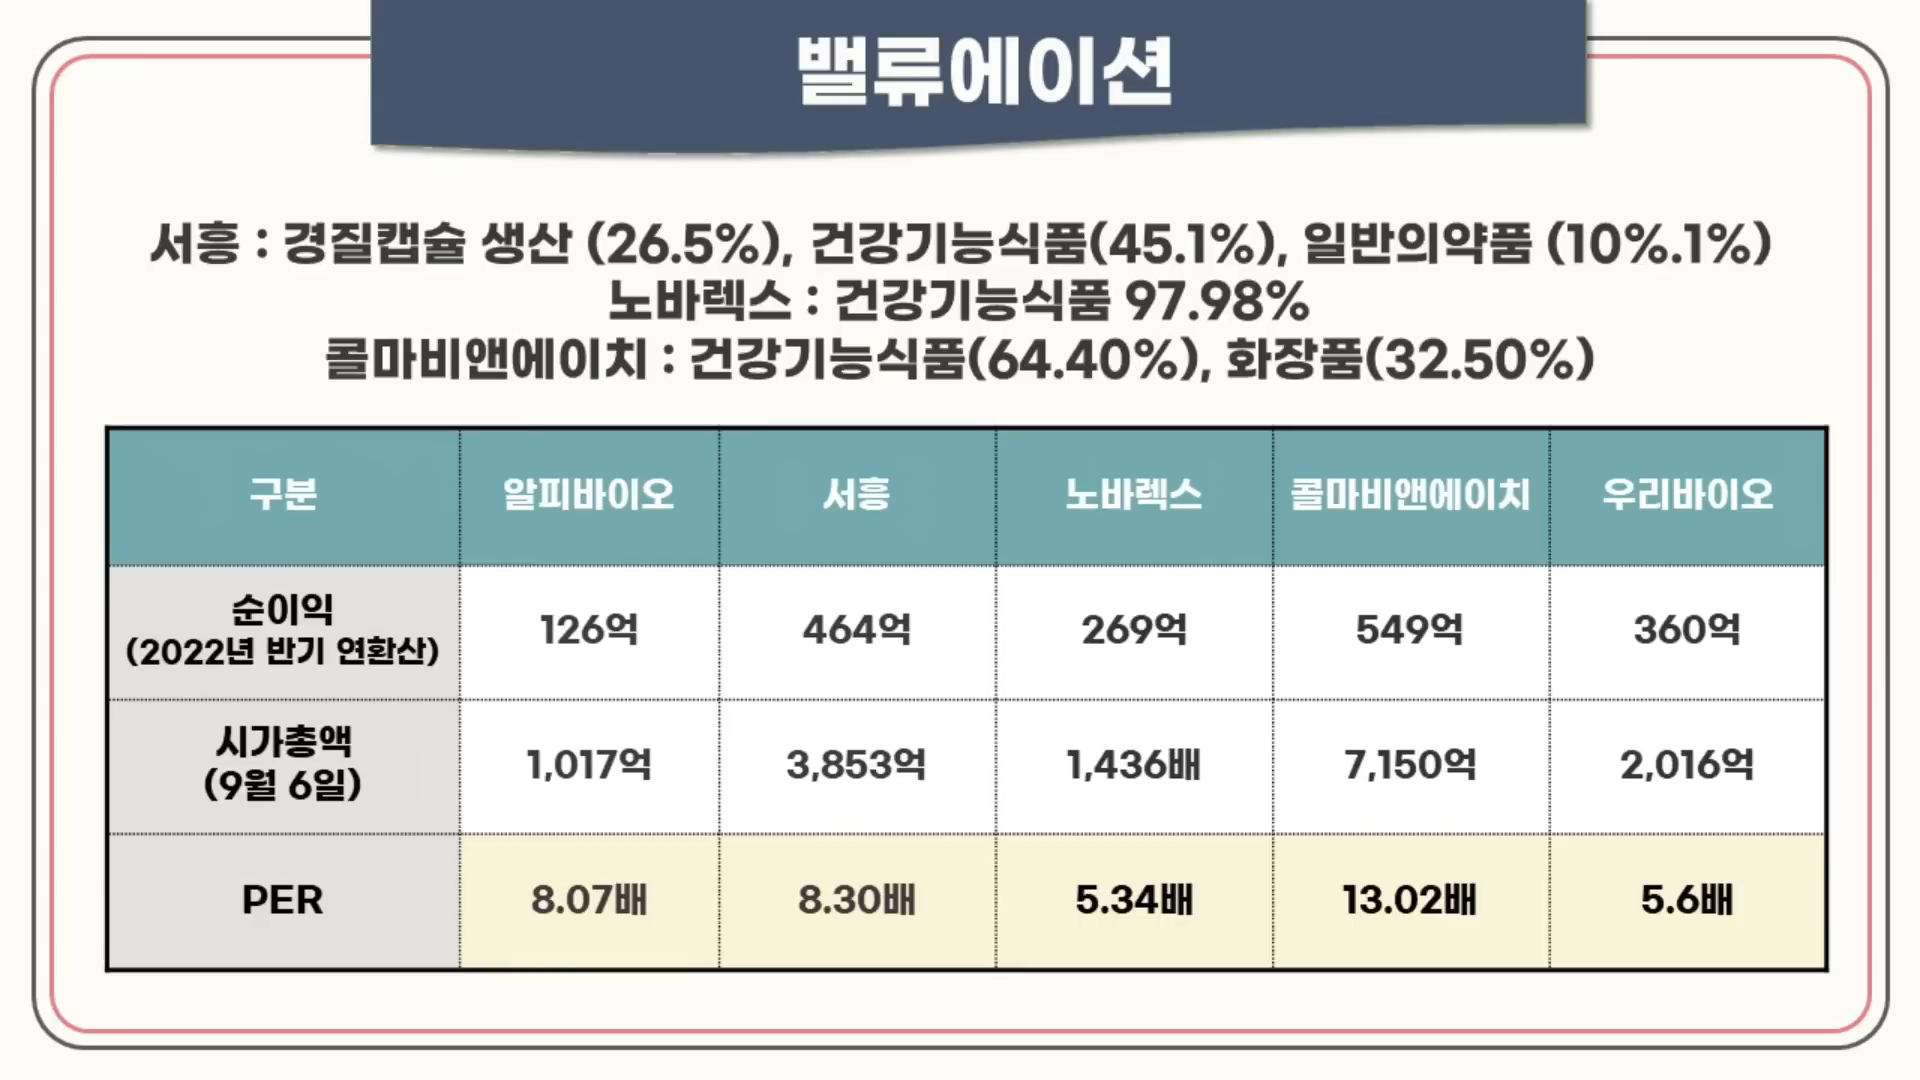 밸류에이션
서흥 : 경질캡슐 생산 (26.5%), 건강기능식품(45.1%), 일반의약품 (10%.1%)
노바렉스 : 건강기능식품 97.98%
콜마비앤에이치 : 건강기능식품(64.40%), 화장품(32.50%)
구분 알피바이오 서흥 노바렉스 콜마비앤에이치 우리바이오
순이익
(2022년 반기 연환산) 126억 464억 269억 549억 360억
시가총액
(9월 6일) 1,017억 3,853억 1,436배 7,150억 2,016억
PER 8.07배 8.30배 5.34배 13.02배 5.6배